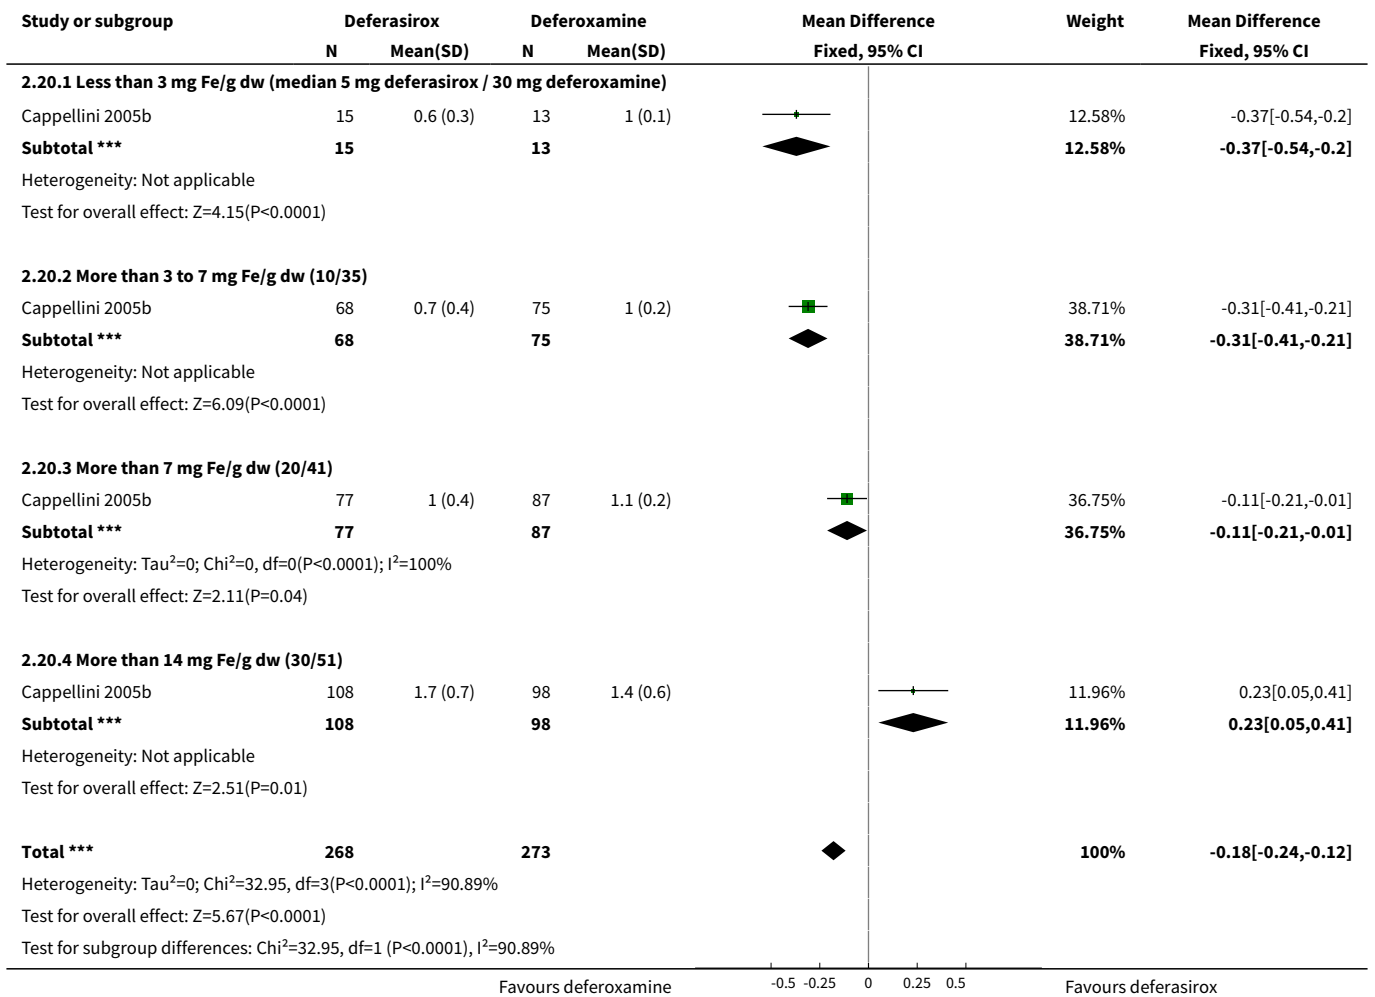 Study or subgroup Deferasirox Deferoxamine Mean Difference Weight Mean Difference
N Mean(SD) N Mean(SD) Fixed, 95% CI Fixed, 95% CI
2.20.1 Less than 3 mg Fe/g dw (median 5 mg deferasirox / 30 mg deferoxamine)
Cappellini 2005b 15 0.6 (0.3) 13 1 (0.1) 12.58% -0.37[-0.54,-0.2]
Subtotal *** 15 13 12.58% -0.37[-0.54,-0.2]
Heterogeneity: Not applicable
Test for overall effect: Z=4.15(P<0.0001)
2.20.2 More than 3 to 7 mg Fe/g dw (10/35)
Cappellini 2005b 68 0.7 (0.4) 75 1 (0.2) 38.71% -0.31[-0.41,-0.21]
Subtotal *** 68 75 38.71% -0.31[-0.41,-0.21]
Heterogeneity: Not applicable
Test for overall effect: Z=6.09(P<0.0001)
2.20.3 More than 7 mg Fe/g dw (20/41)
Cappellini 2005b 77 1 (0.4) 87 1.1 (0.2) 36.75% -0.11[-0.21,-0.01]
Subtotal *** 77 87 36.75% -0.11[-0.21,-0.01]
Heterogeneity: Tau²=0; Chi²=0, df=0(P<0.0001); I²=100%
Test for overall effect: Z=2.11(P=0.04)
2.20.4 More than 14 mg Fe/g dw (30/51)
Cappellini 2005b 108 1.7 (0.7) 98 1.4 (0.6) 11.96% 0.23[0.05,0.41]
Subtotal *** 108 98 11.96% 0.23[0.05,0.41]
Heterogeneity: Not applicable
Test for overall effect: Z=2.51(P=0.01)
Total *** 268 273 100% -0.18[-0.24,-0.12]
Heterogeneity: Tau²=0; Chi²=32.95, df=3(P<0.0001); I²=90.89%
Test for overall effect: Z=5.67(P<0.0001)
Test for subgroup differences: Chi²=32.95, df=1 (P<0.0001), I²=90.89%
Favours deferoxamine -0.5 -0.25 0 0.25 0.5 Favours deferasirox